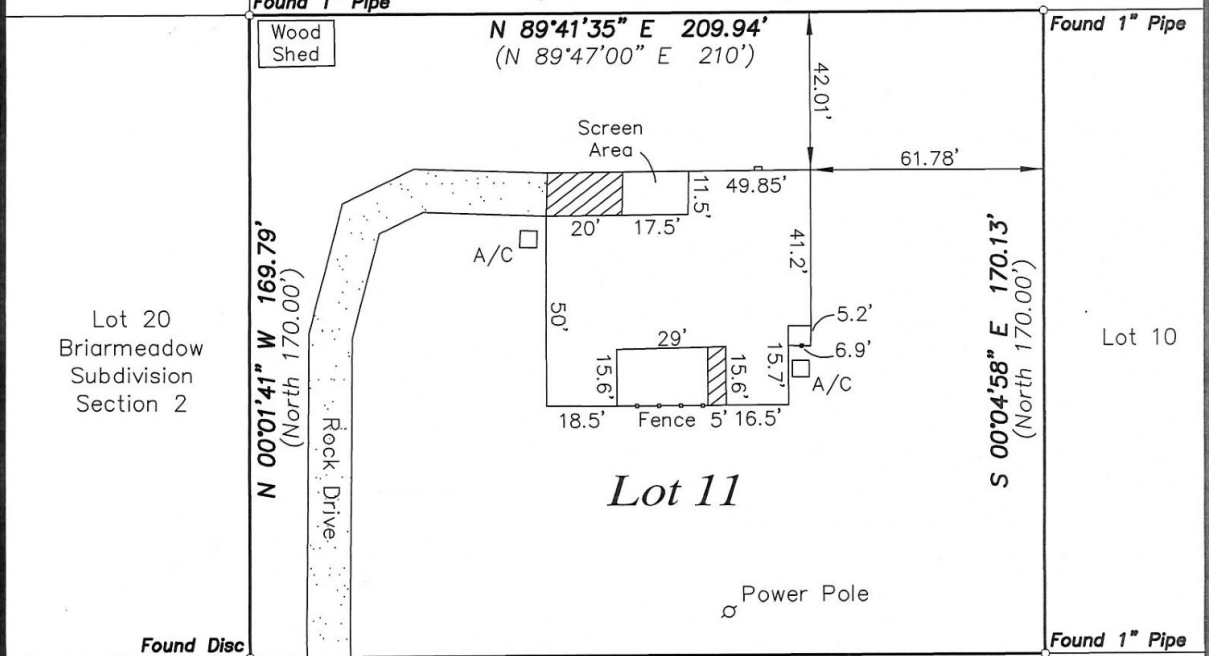 Found 1" Pipe
Wood
Shed
N 89°41'35" E 209.94'
(N 89°47'00" E 210')
Found 1" Pipe
42.01'
Screen
Area
61.78'
49.85'
11.5'
20'
17.5'
A/C
41.2'
N 00°01'41" W 169.79'
(North 170.00')
S 00°04'58" E 170.13'
(North 170.00')
Lot 20
Briarmeadow
Subdivision
Section 2
50'
29'
5.2'
6.9'
15.6'
15.6'
15.7'
A/C
Lot 10
18.5'
Fence
5'
16.5'
Rock Drive
Lot 11
Power Pole
Found Disc
Found 1" Pipe